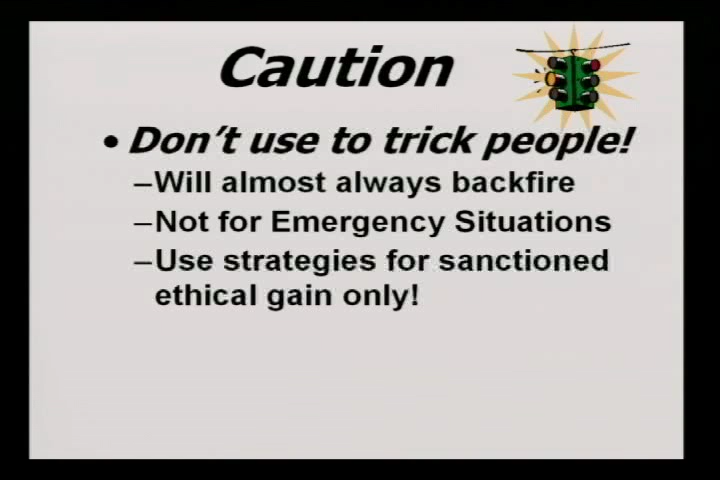 Caution
• Don't use to trick people!
–Will almost always backfire
–Not for Emergency Situations
–Use strategies for sanctioned
ethical gain only!